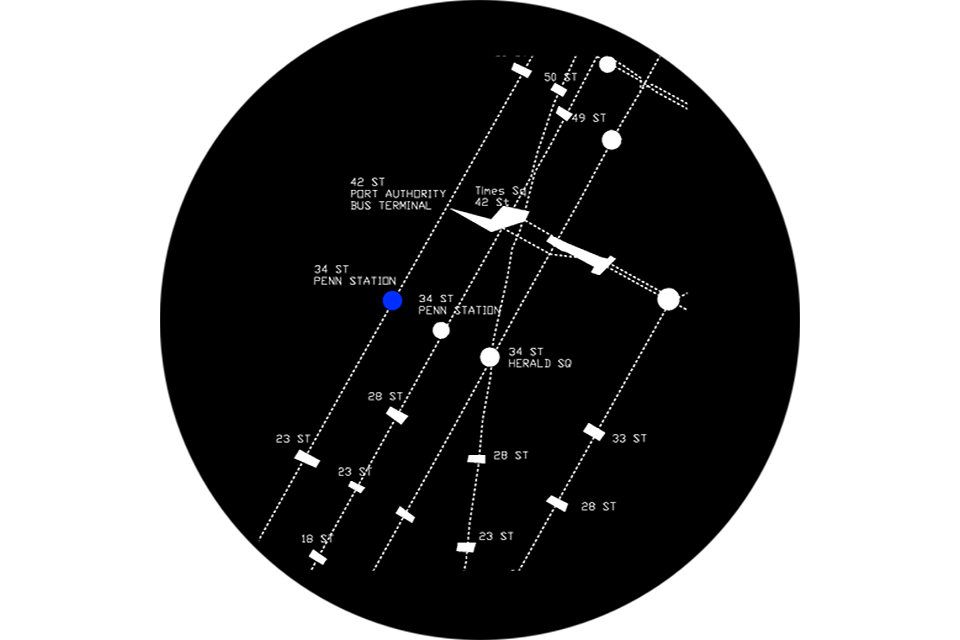 50 ST
49 ST
42 ST
PORT AUTHORITY
BUS TERMINAL
Times Sq
42 St
34 ST
PENN STATION
34 ST
PENN STATION
34 ST
HERALD SQ
28 ST
23 ST
33 ST
28 ST
23 ST
28 ST
18 ST
23 ST